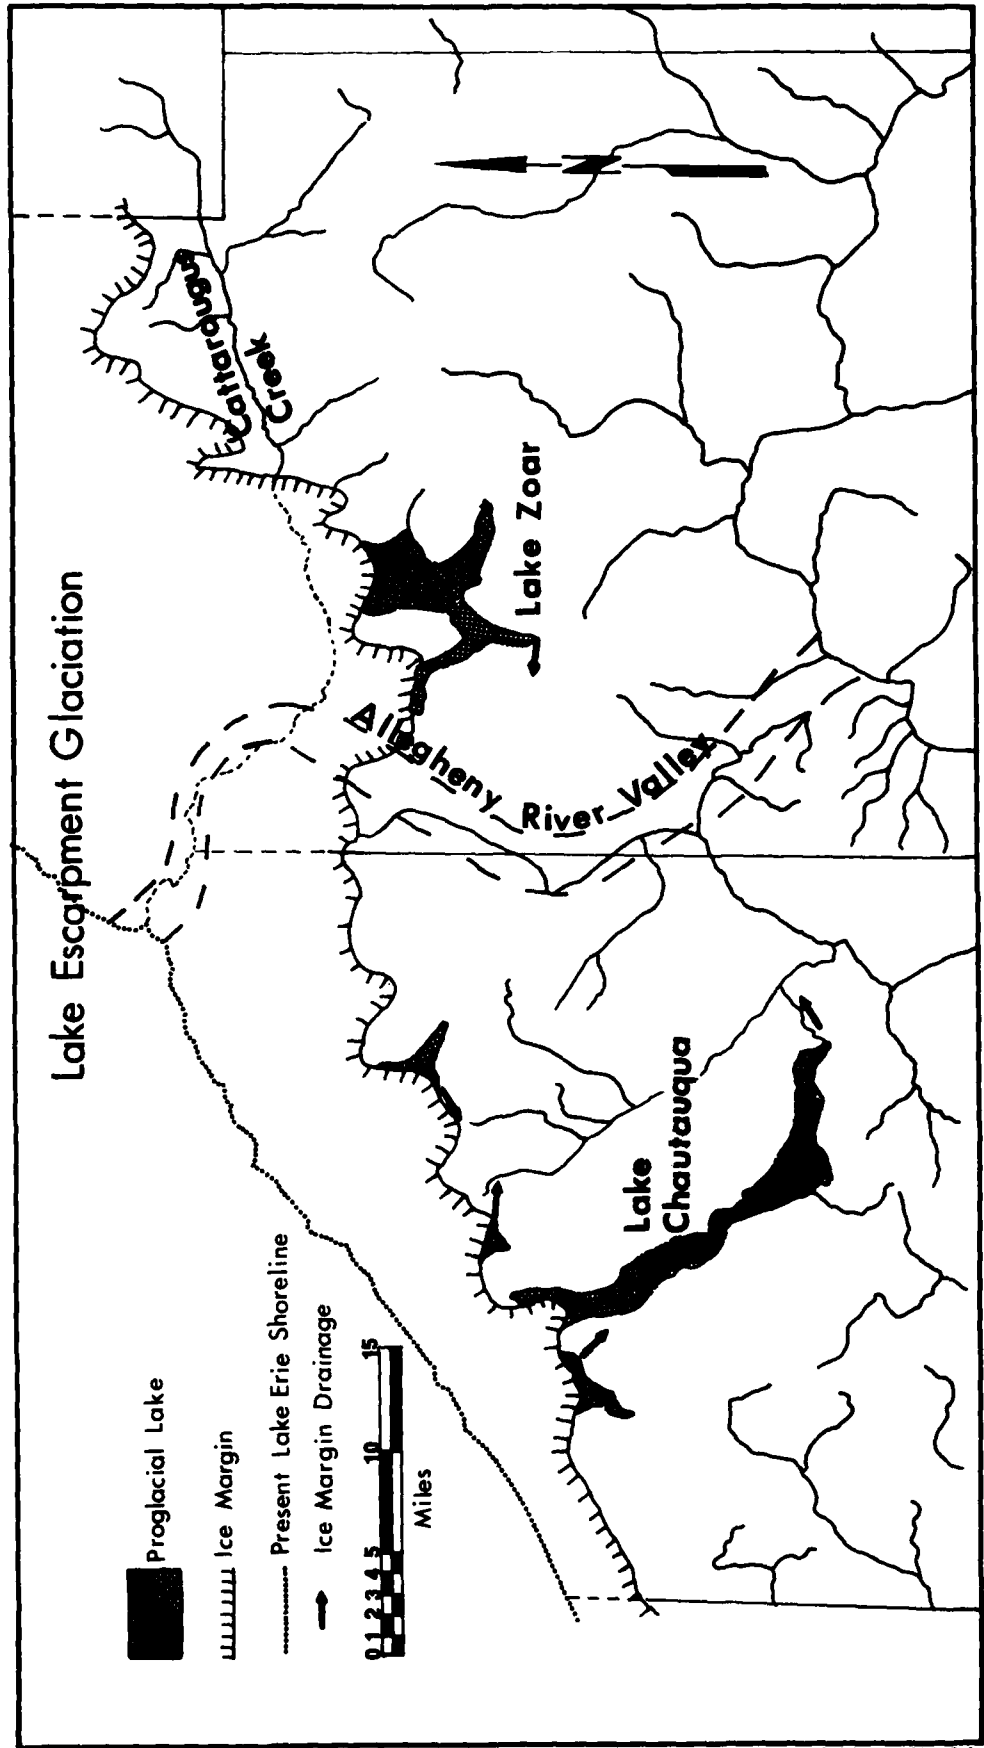 Lake Escarpment Glaciation
Proglacial Lake
Ice Margin
Present Lake Erie Shoreline
Ice Margin Drainage
0 1 2 3 4 5 10 15
Miles
Cattaraugus
Creek
Lake Zoar
Allegheny River Valley
Lake
Chautauqua
N